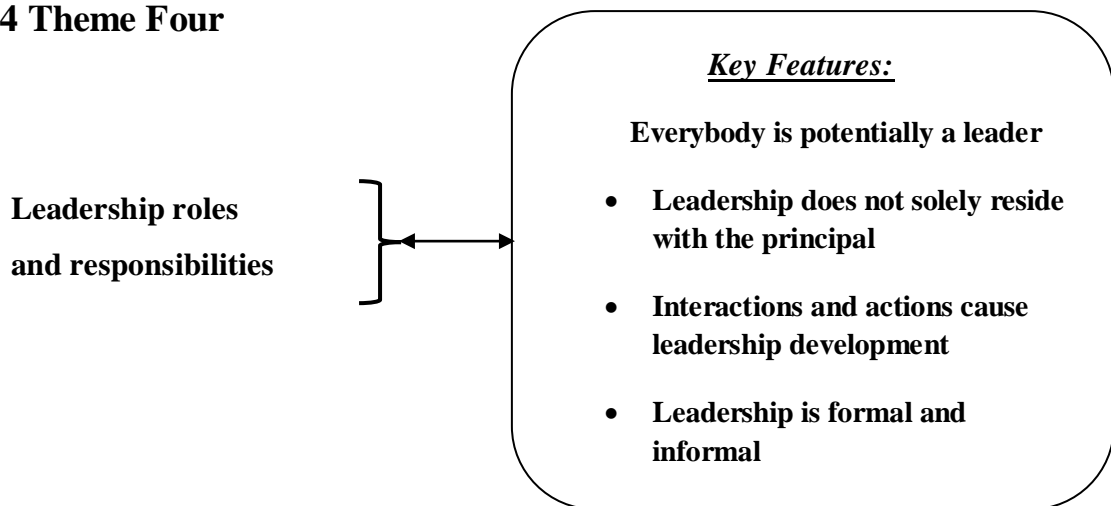 4 Theme Four
Key Features:
Everybody is potentially a leader
Leadership roles
and responsibilities
• Leadership does not solely reside
with the principal
• Interactions and actions cause
leadership development
• Leadership is formal and
informal